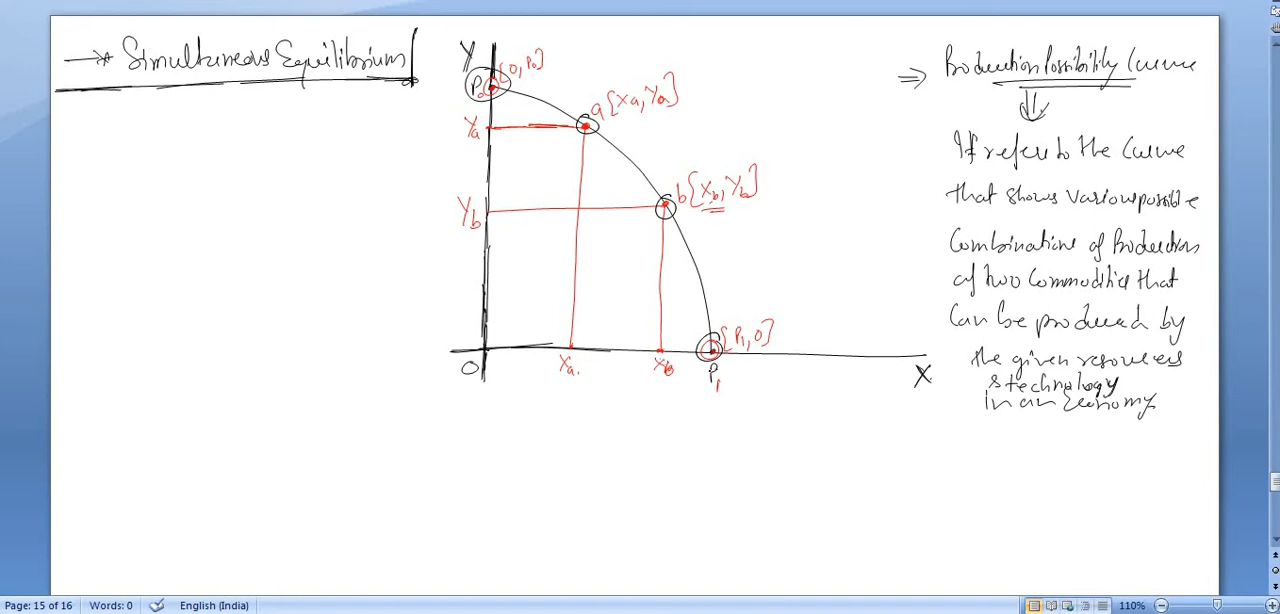 →* Simultaneous Equilibrium
Y
P₀ [0, P₀]
a [Xa, Ya]
Ya
b [Xb, Yb]
Yb
[P₁, 0]
O
Xa.
Xb
P₁
X
⇒ Production Possibility Curve
It refer to the Curve
that shows various possible
Combinations of Production
of two Commodities that
Can be produced by
the given resources
& technology
in an Economy.
Page: 15 of 16 Words: 0 English (India) 110%